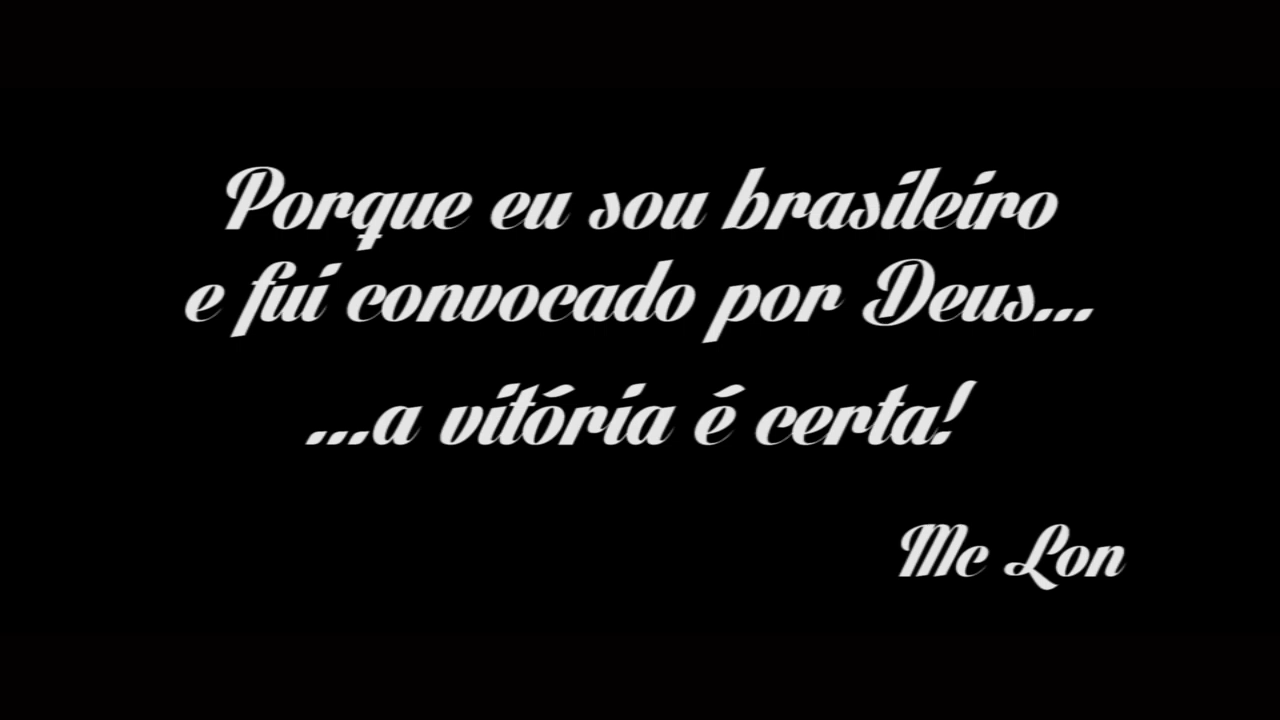 Porque eu sou brasileiro
e fui convocado por Deus...
...a vitória é certa!
Mc Lon